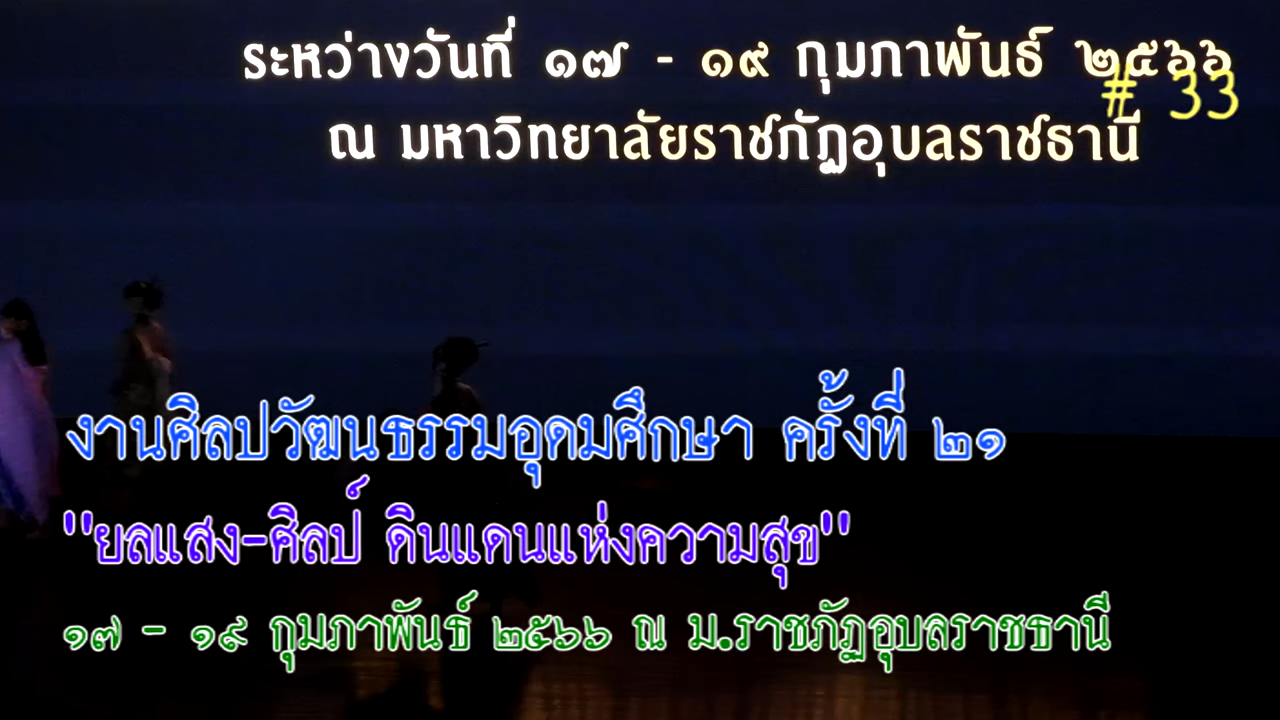 ระหว่างวันที่ ๑๗ - ๑๙ กุมภาพันธ์ ๒๕๖๖
# 33
ณ มหาวิทยาลัยราชภัฏอุบลราชธานี
งานศิลปวัฒนธรรมอุดมศึกษา ครั้งที่ ๒๑
"ยลแสง-ศิลป์ ดินแดนแห่งความสุข"
๑๗ - ๑๙ กุมภาพันธ์ ๒๕๖๖ ณ ม.ราชภัฏอุบลราชธานี